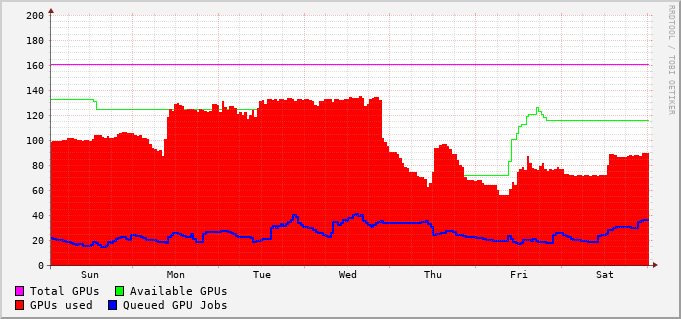 200
180
160
140
120
100
80
60
40
20
0
Sun Mon Tue Wed Thu Fri Sat
Total GPUs Available GPUs
GPUs used Queued GPU Jobs
RRDTOOL / TOBI OETIKER